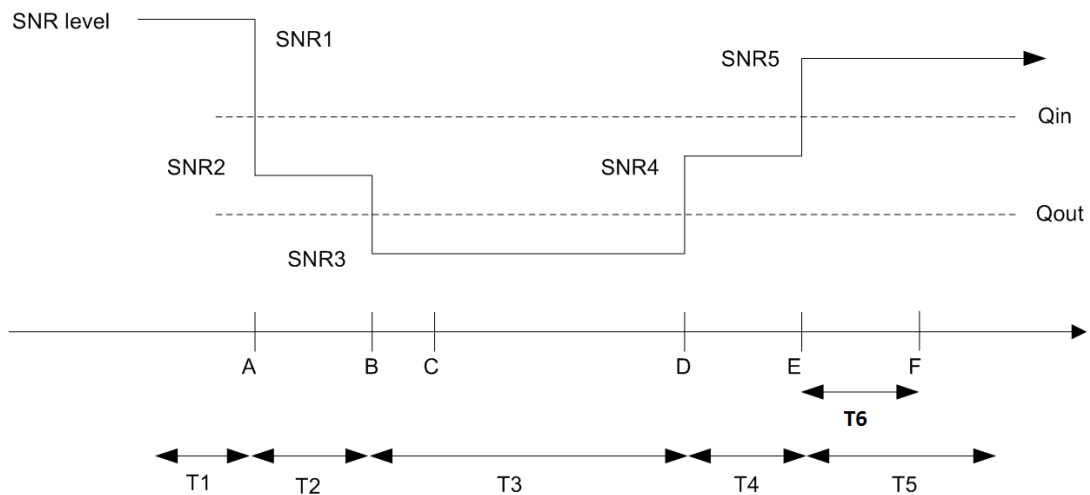 SNR level
SNR1
SNR5
Qin
SNR2
SNR4
Qout
SNR3
A B C D E F
T6
T1 T2 T3 T4 T5